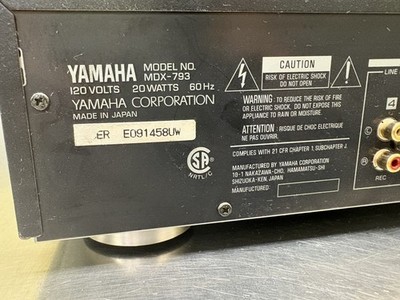 YAMAHA MODEL NO.
MDX-793
120 VOLTS 20 WATTS 60 Hz
YAMAHA CORPORATION
MADE IN JAPAN
ER E091458UW
SA
NRTL/C
CAUTION
RISK OF ELECTRIC SHOCK
DO NOT OPEN
WARNING : TO REDUCE THE RISK OF FIRE
OR ELECTRIC SHOCK, DO NOT EXPOSE THIS
APPLIANCE TO RAIN OR MOISTURE.
ATTENTION : RISQUE DE CHOC ELECTRIQUE
NE PAS OUVRIR.
COMPLIES WITH 21 CFR CHAPTER 1, SUBCHAPTER J.
MANUFACTURED BY YAMAHA CORPORATION
10-1 NAKAZAWA-CHO, HAMAMATSU-SHI
SHIZUOKA-KEN, JAPAN
MANUFACTURED:
LINE
4
L
R
REC